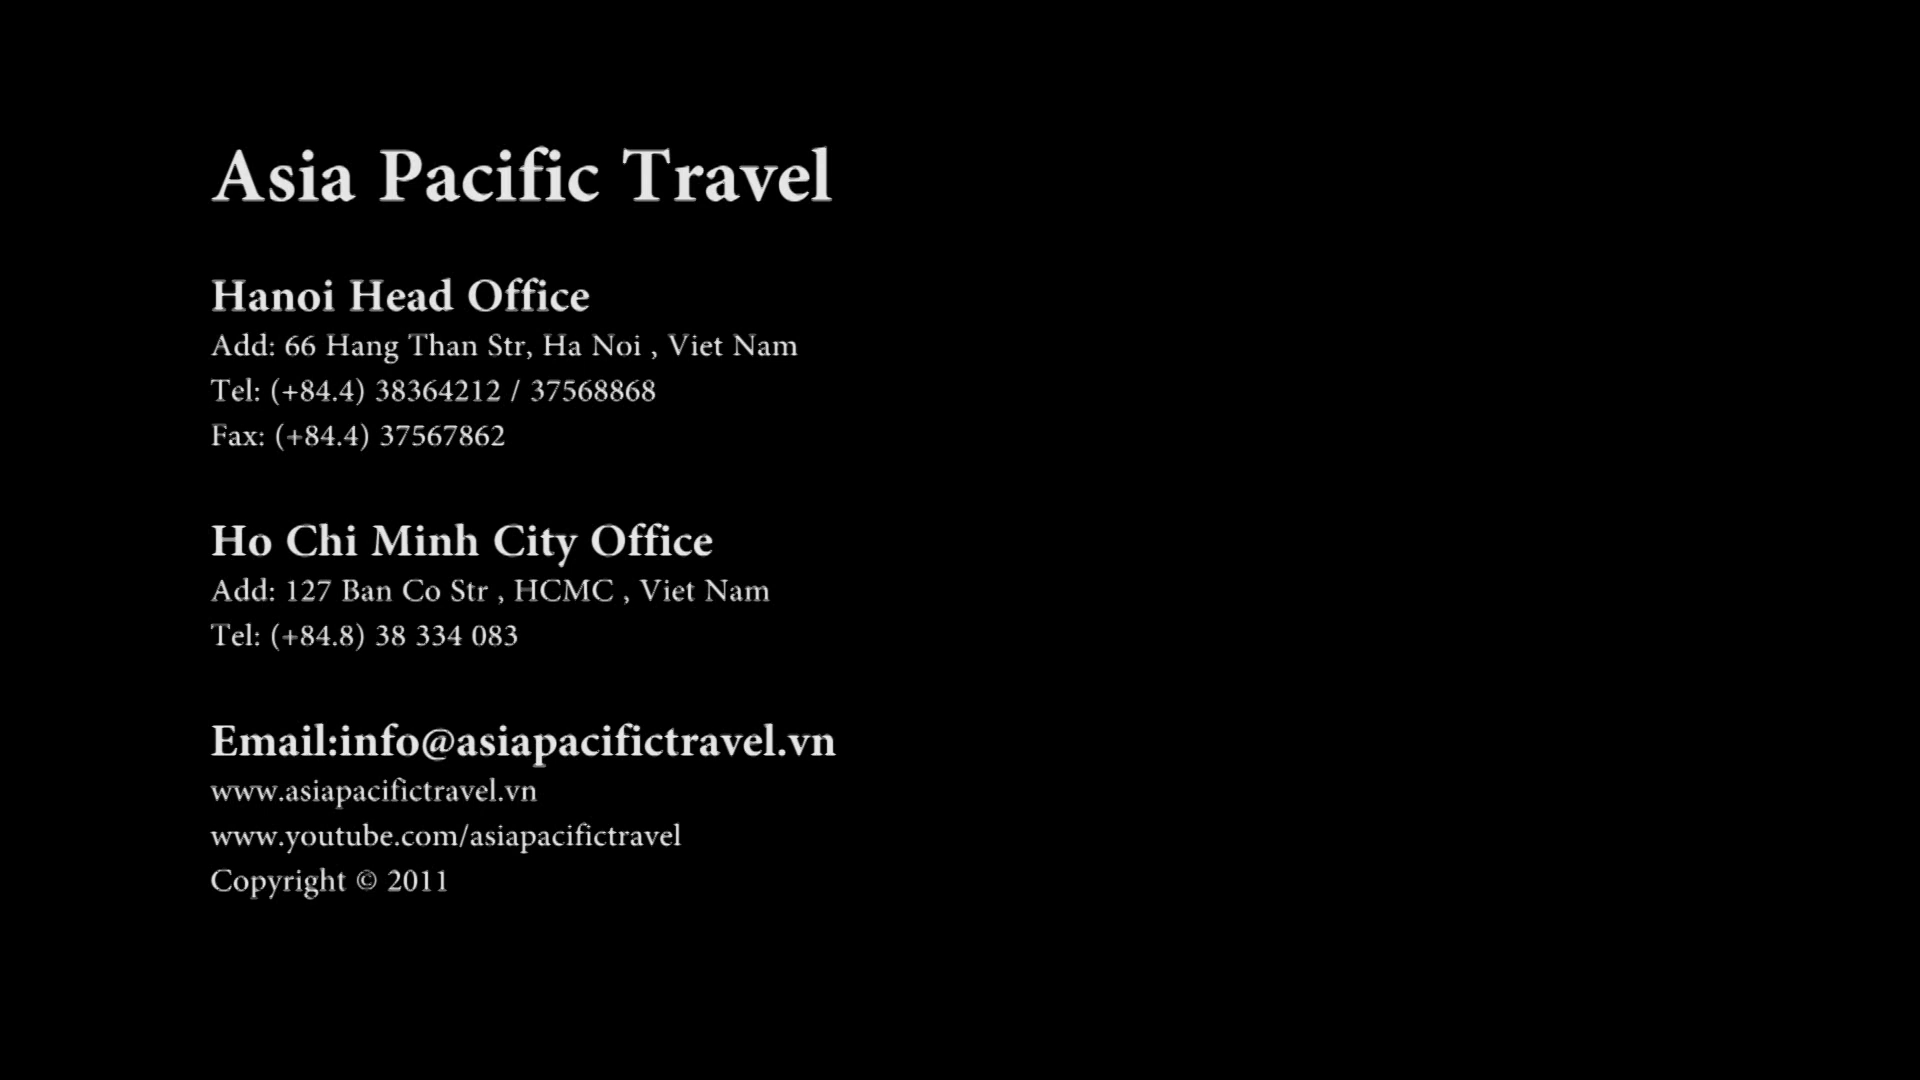 Asia Pacific Travel
Hanoi Head Office
Add: 66 Hang Than Str, Ha Noi , Viet Nam
Tel: (+84.4) 38364212 / 37568868
Fax: (+84.4) 37567862
Ho Chi Minh City Office
Add: 127 Ban Co Str , HCMC , Viet Nam
Tel: (+84.8) 38 334 083
Email:info@asiapacifictravel.vn
www.asiapacifictravel.vn
www.youtube.com/asiapacifictravel
Copyright © 2011